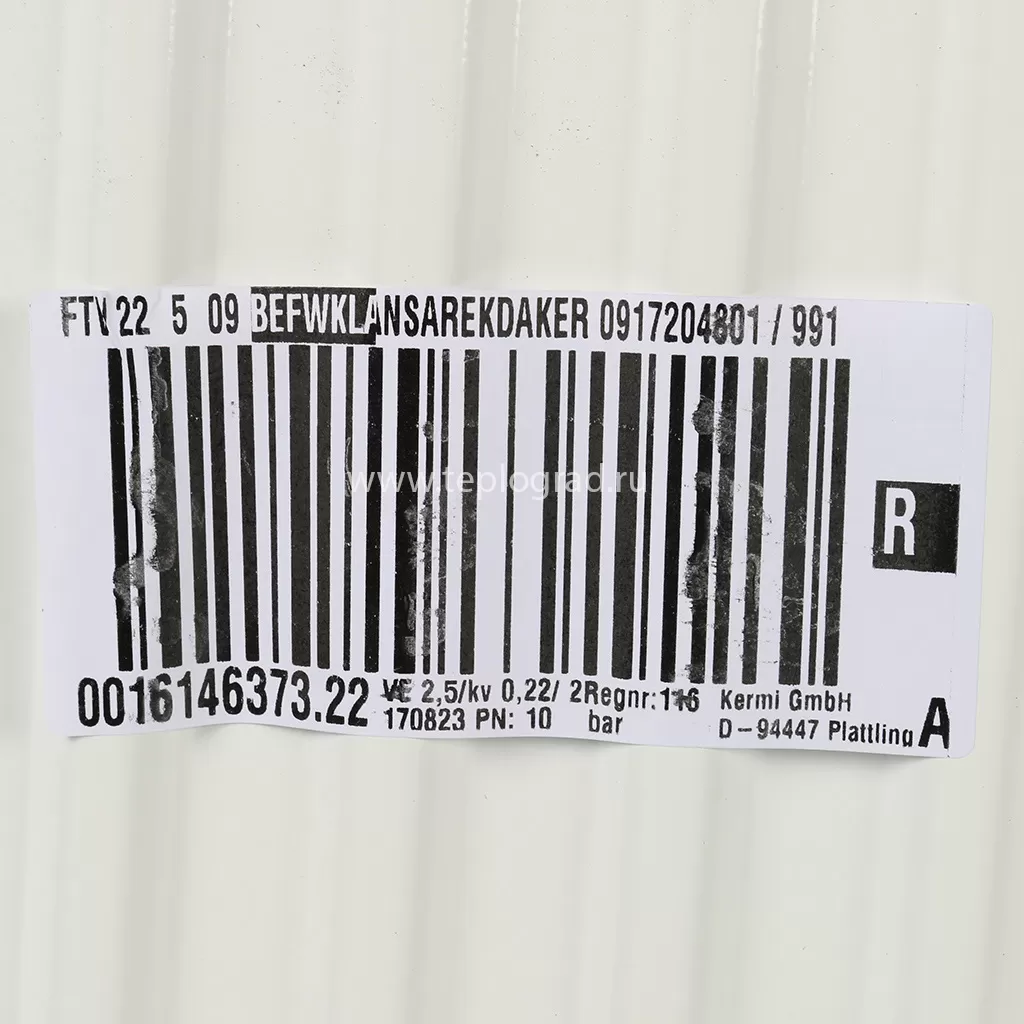 FTV 22 5 09 BEFWKLANSAREKDAKER 0917204801 / 991
www.teplograd.ru
R
0016146373.22
VE 2,5/kv 0,22/ 2Regnr:116 Kermi GmbH
170823 PN: 10 bar D-94447 Plattling A